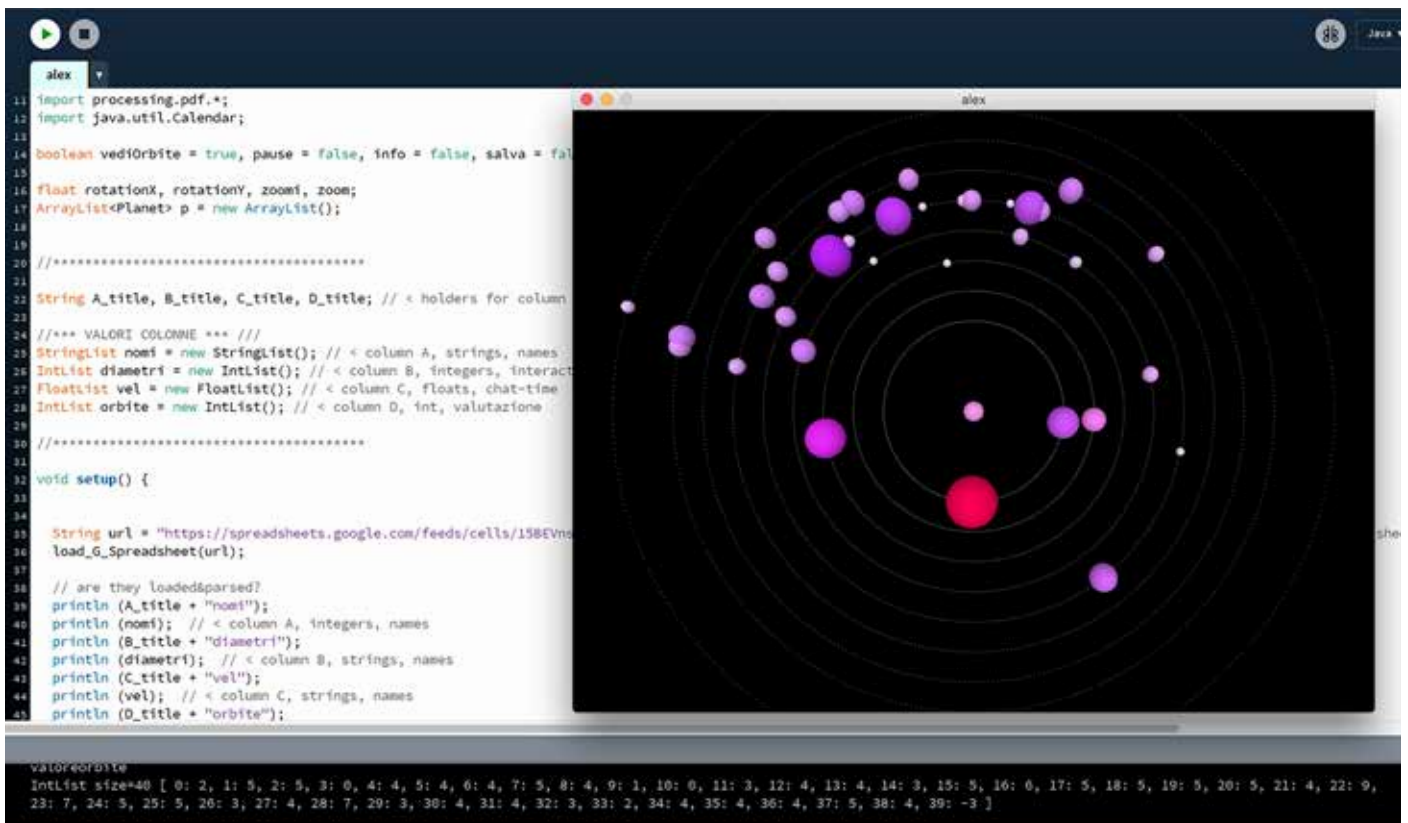 Java
alex
11 import processing.pdf.*;
12 import java.util.Calendar;
13
14 boolean vediOrbite = true, pause = false, info = false, salva = fal
15
16 float rotationX, rotationY, zoomi, zoom;
17 ArrayList<Planet> p = new ArrayList();
18
19
20 //****************************************
21
22 String A_title, B_title, C_title, D_title; // < holders for column
23
24 //*** VALORI COLONNE *** ///
25 StringList nomi = new StringList(); // < column A, strings, names
26 IntList diametri = new IntList(); // < column B, integers, interact
27 FloatList vel = new FloatList(); // < column C, floats, chat-time
28 IntList orbite = new IntList(); // < column D, int, valutazione
29
30 //****************************************
31
32 void setup() {
33
34
35 String url = "https://spreadsheets.google.com/feeds/cells/15BEVns
36 load_G_Spreadsheet(url);
37
38 // are they loaded&parsed?
39 println (A_title + "nomi");
40 println (nomi); // < column A, integers, names
41 println (B_title + "diametri");
42 println (diametri); // < column B, strings, names
43 println (C_title + "vel");
44 println (vel); // < column C, strings, names
45 println (D_title + "orbite");
alex
shee
valoreorbite
IntList size=40 [ 0: 2, 1: 5, 2: 5, 3: 0, 4: 4, 5: 4, 6: 4, 7: 5, 8: 4, 9: 1, 10: 0, 11: 3, 12: 4, 13: 4, 14: 3, 15: 5, 16: 6, 17: 5, 18: 5, 19: 5, 20: 5, 21: 4, 22: 9,
23: 7, 24: 5, 25: 5, 26: 3, 27: 4, 28: 7, 29: 3, 30: 4, 31: 4, 32: 3, 33: 2, 34: 4, 35: 4, 36: 4, 37: 5, 38: 4, 39: -3 ]